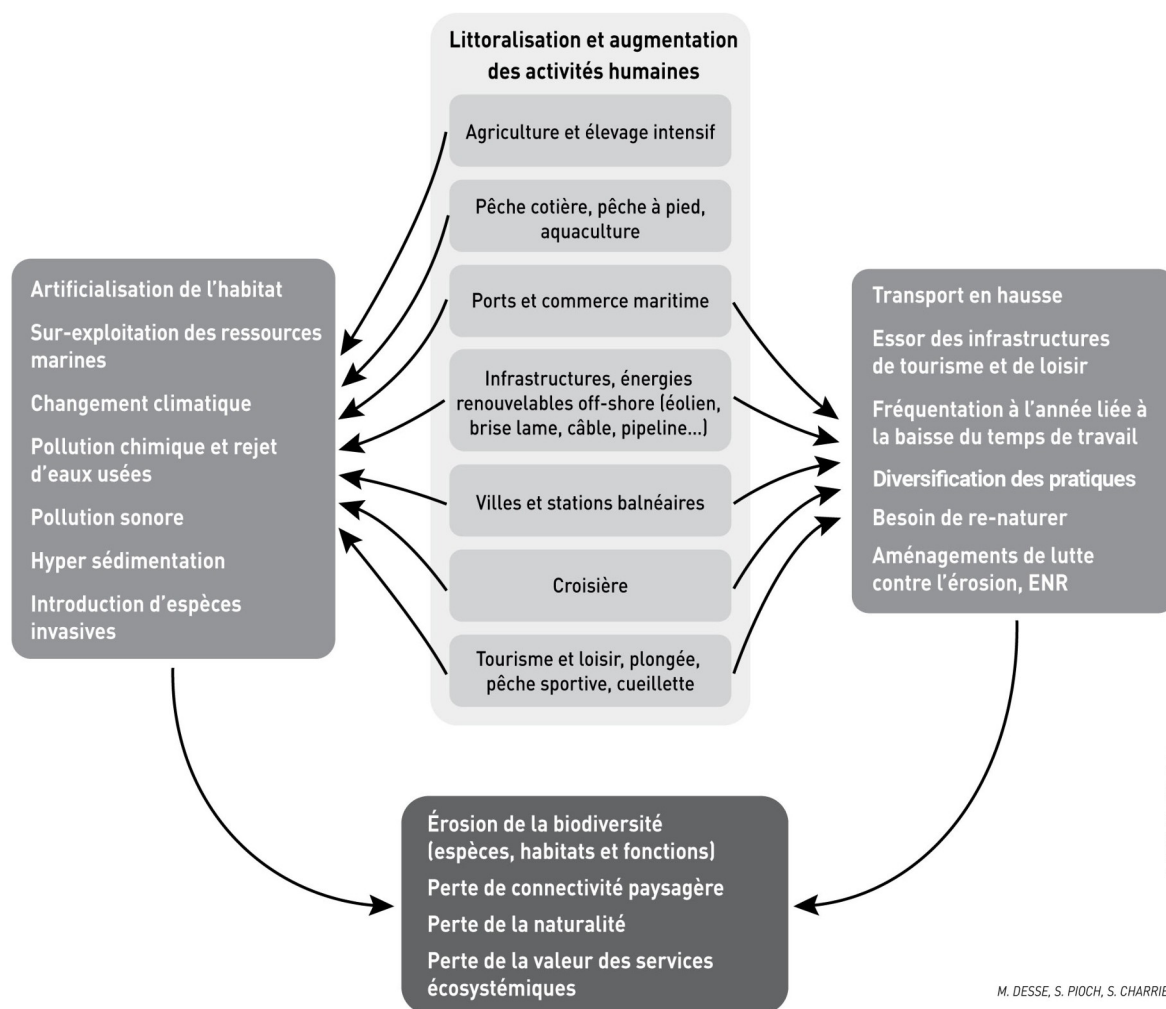 Littoralisation et augmentation
des activités humaines
Agriculture et élevage intensif
Pêche cotière, pêche à pied,
aquaculture
Ports et commerce maritime
Infrastructures, énergies
renouvelables off-shore (éolien,
brise lame, câble, pipeline...)
Villes et stations balnéaires
Croisière
Tourisme et loisir, plongée,
pêche sportive, cueillette
Artificialisation de l'habitat
Sur-exploitation des ressources
marines
Changement climatique
Pollution chimique et rejet
d'eaux usées
Pollution sonore
Hyper sédimentation
Introduction d'espèces
invasives
Transport en hausse
Essor des infrastructures
de tourisme et de loisir
Fréquentation à l'année liée à
la baisse du temps de travail
Diversification des pratiques
Besoin de re-naturer
Aménagements de lutte
contre l'érosion, ENR
Érosion de la biodiversité
(espèces, habitats et fonctions)
Perte de connectivité paysagère
Perte de la naturalité
Perte de la valeur des services
écosystémiques
M. DESSE, S. PIOCH, S.